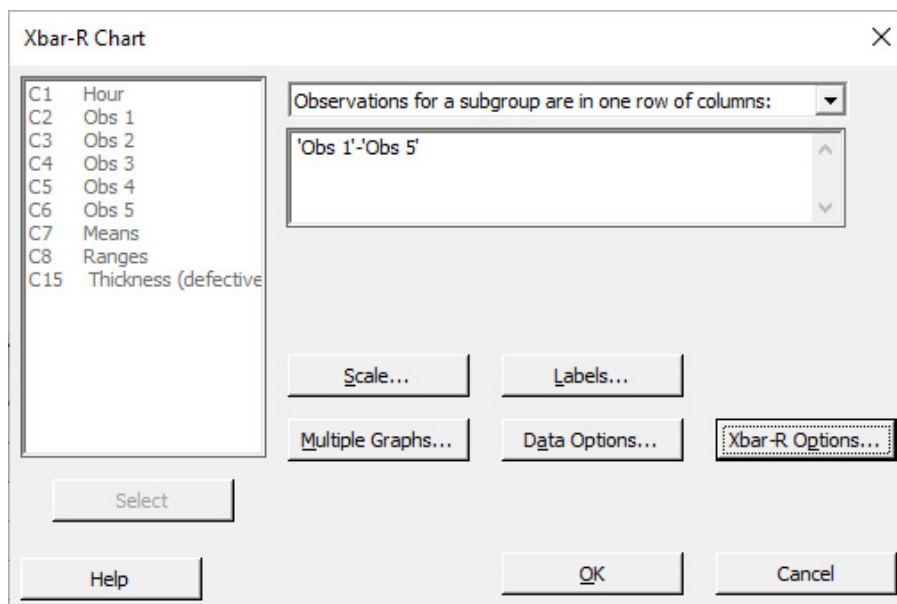 Xbar-R Chart
C1 Hour
C2 Obs 1
C3 Obs 2
C4 Obs 3
C5 Obs 4
C6 Obs 5
C7 Means
C8 Ranges
C15 Thickness (defective
Observations for a subgroup are in one row of columns:
'Obs 1'-'Obs 5'
Scale... Labels...
Multiple Graphs... Data Options... Xbar-R Options...
Select
Help OK Cancel